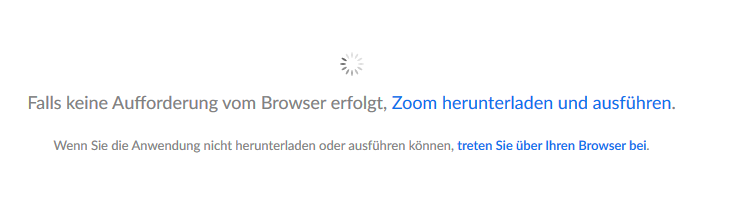 Falls keine Aufforderung vom Browser erfolgt, Zoom herunterladen und ausführen.
Wenn Sie die Anwendung nicht herunterladen oder ausführen können, treten Sie über Ihren Browser bei.